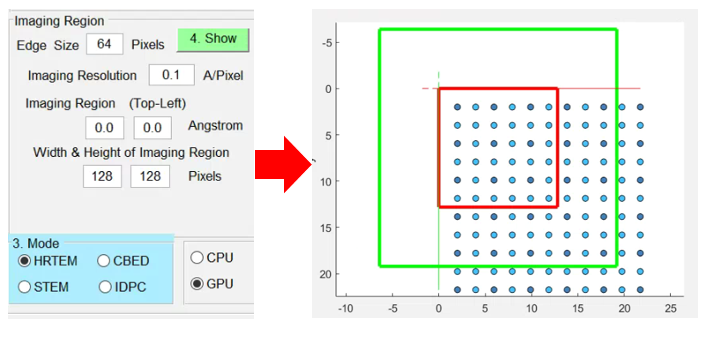 Imaging Region
Edge Size 64 Pixels 4. Show
Imaging Resolution 0.1 A/Pixel
Imaging Region (Top-Left)
0.0 0.0 Angstrom
Width & Height of Imaging Region
128 128 Pixels
3. Mode
HRTEM CBED
STEM IDPC
CPU
GPU
-5
0
5
10
15
20
-10 -5 0 5 10 15 20 25